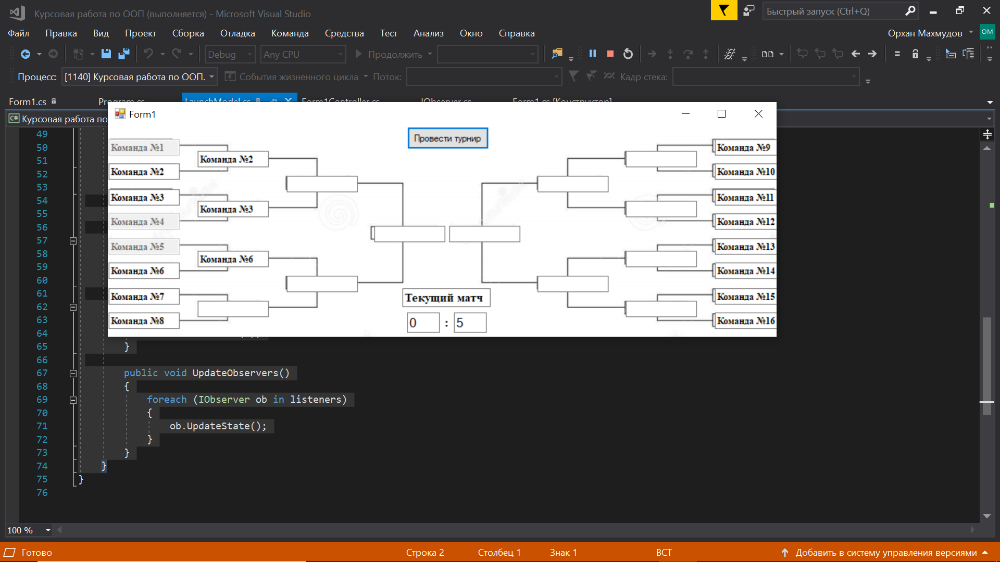 Курсовая работа по ООП (выполняется) - Microsoft Visual Studio
Быстрый запуск (Ctrl+Q)
Файл Правка Вид Проект Сборка Отладка Команда Средства Тест Анализ Окно Справка
Орхан Махмудов OM
Debug Any CPU Продолжить
Процесс: [1140] Курсовая работа по ООП. События жизненного цикла Поток: Кадр стека:
Form1.cs Program.cs LaunchModel.cs Form1Controller.cs IObserver.cs Form1.cs [Конструктор]
C# Курсовая работа по
Form1
Провести турнир
Команда №1
Команда №2
Команда №3
Команда №4
Команда №5
Команда №6
Команда №7
Команда №8
Команда №2
Команда №3
Команда №6
Текущий матч
0 : 5
Команда №9
Команда №10
Команда №11
Команда №12
Команда №13
Команда №14
Команда №15
Команда №16
49
50
51
52
53
54
55
56
57
58
59
60
61
62
63
64
65 }
66
67 public void UpdateObservers()
68 {
69 foreach (IObserver ob in listeners)
70 {
71 ob.UpdateState();
72 }
73 }
74 }
75 }
76
100 %
Готово Строка 2 Столбец 1 Знак 1 ВСТ Добавить в систему управления версиями